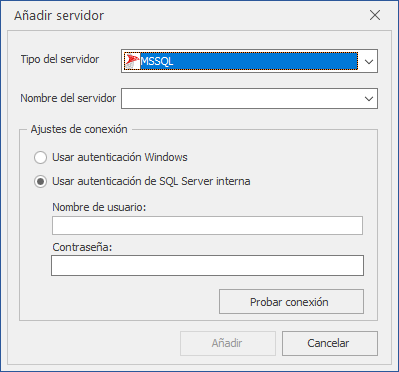 Añadir servidor
Tipo del servidor MSSQL
Nombre del servidor
Ajustes de conexión
Usar autenticación Windows
Usar autenticación de SQL Server interna
Nombre de usuario:
Contraseña:
Probar conexión
Añadir Cancelar